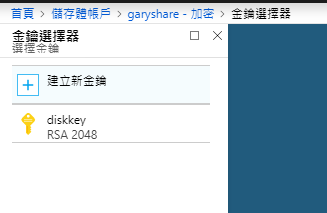 首頁 > 儲存體帳戶 > garyshare - 加密 > 金鑰選擇器
金鑰選擇器
選擇金鑰
建立新金鑰
diskkey
RSA 2048